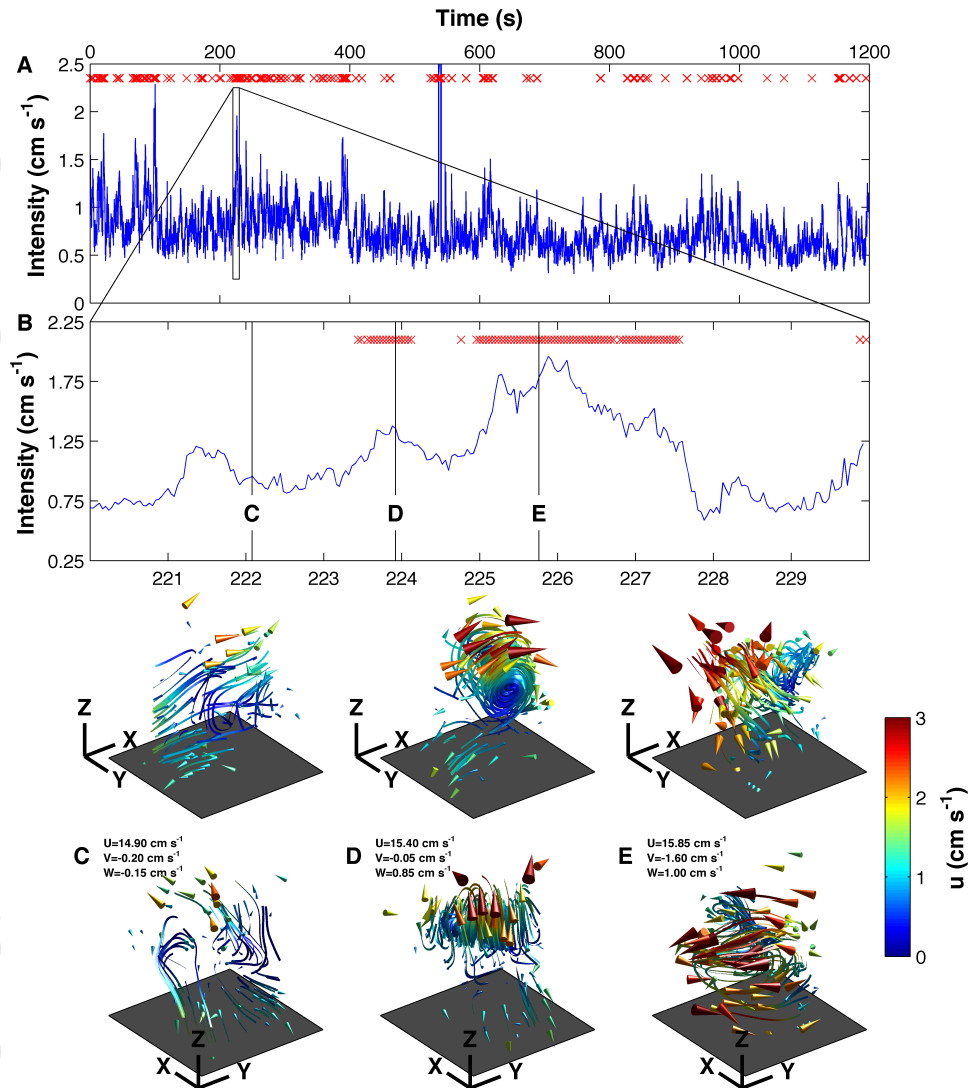 Time (s)
0 200 400 600 800 1000 1200
A
2.5
2
1.5
1
0.5
0
Intensity (cm s⁻¹)
B
2.25
1.75
1.25
0.75
0.25
Intensity (cm s⁻¹)
C D E
221 222 223 224 225 226 227 228 229
Z X Y
Z X Y
Z X Y
3
2
1
0
u (cm s⁻¹)
C
U=14.90 cm s⁻¹
V=-0.20 cm s⁻¹
W=-0.15 cm s⁻¹
D
U=15.40 cm s⁻¹
V=-0.05 cm s⁻¹
W=0.85 cm s⁻¹
E
U=15.85 cm s⁻¹
V=-1.60 cm s⁻¹
W=1.00 cm s⁻¹
Z X Y
Z X Y
Z X Y